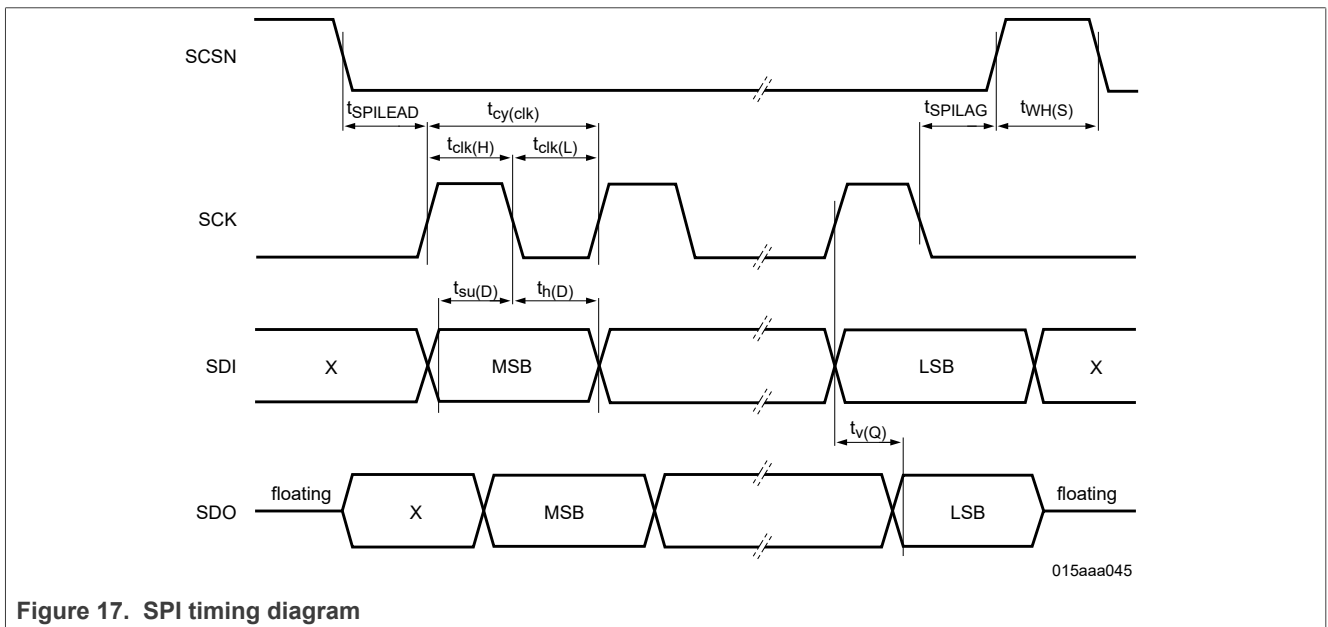 SCSN
tSPILEAD
tcy(clk)
tSPILAG
tWH(S)
tclk(H)
tclk(L)
SCK
tsu(D)
th(D)
SDI
X
MSB
LSB
X
tv(Q)
SDO
floating
X
MSB
LSB
floating
015aaa045
Figure 17. SPI timing diagram